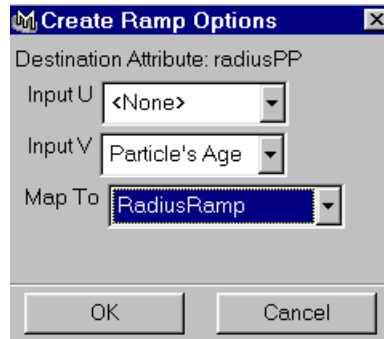 Create Ramp Options
Destination Attribute: radiusPP
Input U <None>
Input V Particle's Age
Map To RadiusRamp
OK Cancel